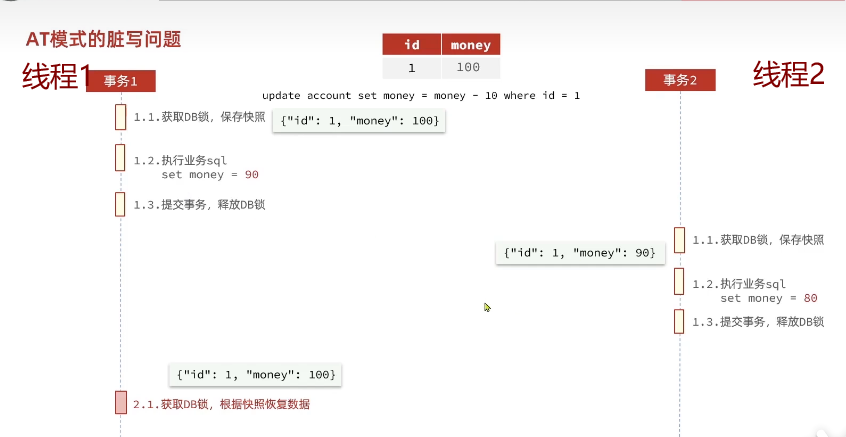 AT模式的脏写问题
id money
1 100
线程1
事务1
事务2
线程2
update account set money = money - 10 where id = 1
1.1.获取DB锁，保存快照
{"id": 1, "money": 100}
1.2.执行业务sql
set money = 90
1.3.提交事务，释放DB锁
1.1.获取DB锁，保存快照
{"id": 1, "money": 90}
1.2.执行业务sql
set money = 80
1.3.提交事务，释放DB锁
{"id": 1, "money": 100}
2.1.获取DB锁，根据快照恢复数据